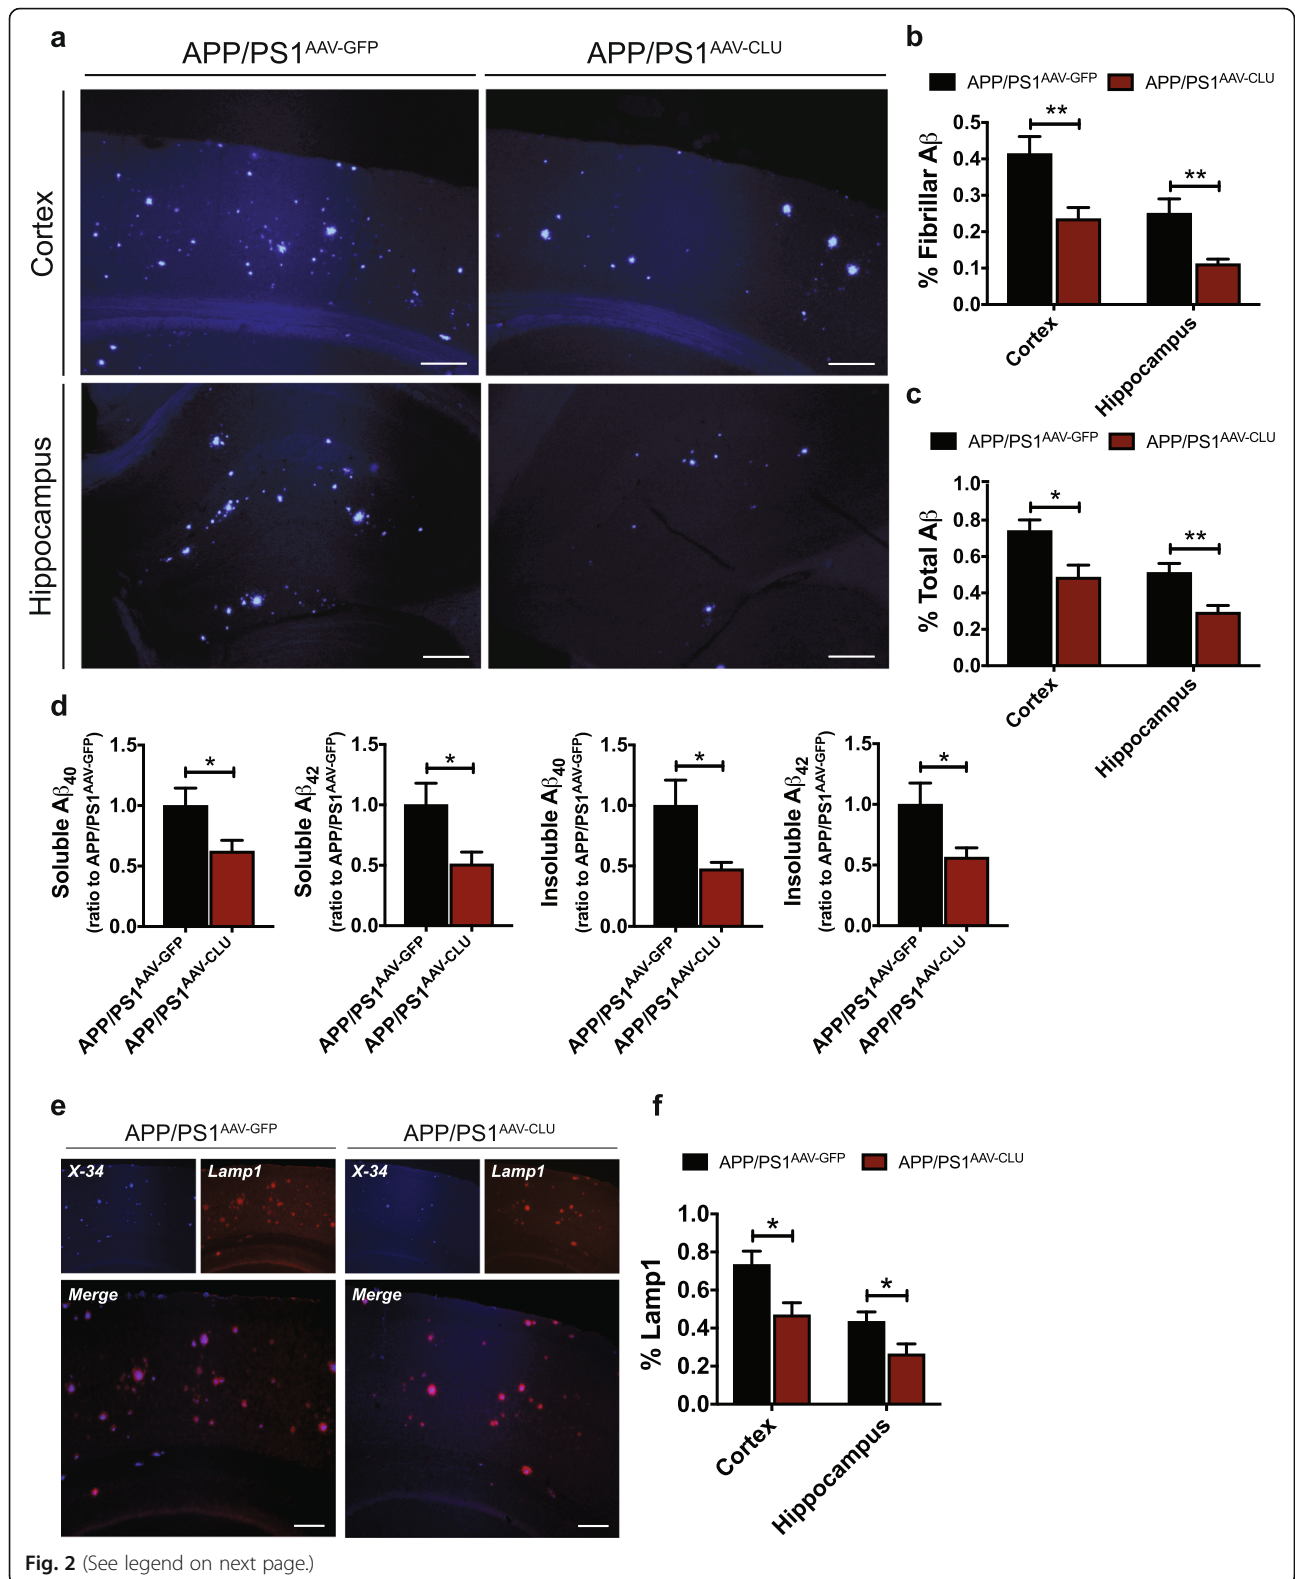 a
APP/PS1AAV-GFP
APP/PS1AAV-CLU
Cortex
Hippocampus
b
APP/PS1AAV-GFP
APP/PS1AAV-CLU
**
**
% Fibrillar Aβ
0.5
0.4
0.3
0.2
0.1
0.0
Cortex
Hippocampus
c
APP/PS1AAV-GFP
APP/PS1AAV-CLU
*
**
% Total Aβ
1.0
0.8
0.6
0.4
0.2
0.0
Cortex
Hippocampus
d
Soluble Aβ40
(ratio to APP/PS1AAV-GFP)
1.5
1.0
0.5
0.0
*
APP/PS1AAV-GFP
APP/PS1AAV-CLU
Soluble Aβ42
(ratio to APP/PS1AAV-GFP)
1.5
1.0
0.5
0.0
*
APP/PS1AAV-GFP
APP/PS1AAV-CLU
Insoluble Aβ40
(ratio to APP/PS1AAV-GFP)
1.5
1.0
0.5
0.0
*
APP/PS1AAV-GFP
APP/PS1AAV-CLU
Insoluble Aβ42
(ratio to APP/PS1AAV-GFP)
1.5
1.0
0.5
0.0
*
APP/PS1AAV-GFP
APP/PS1AAV-CLU
e
APP/PS1AAV-GFP
APP/PS1AAV-CLU
X-34
Lamp1
X-34
Lamp1
Merge
Merge
f
APP/PS1AAV-GFP
APP/PS1AAV-CLU
*
*
% Lamp1
1.0
0.8
0.6
0.4
0.2
0.0
Cortex
Hippocampus
Fig. 2 (See legend on next page.)